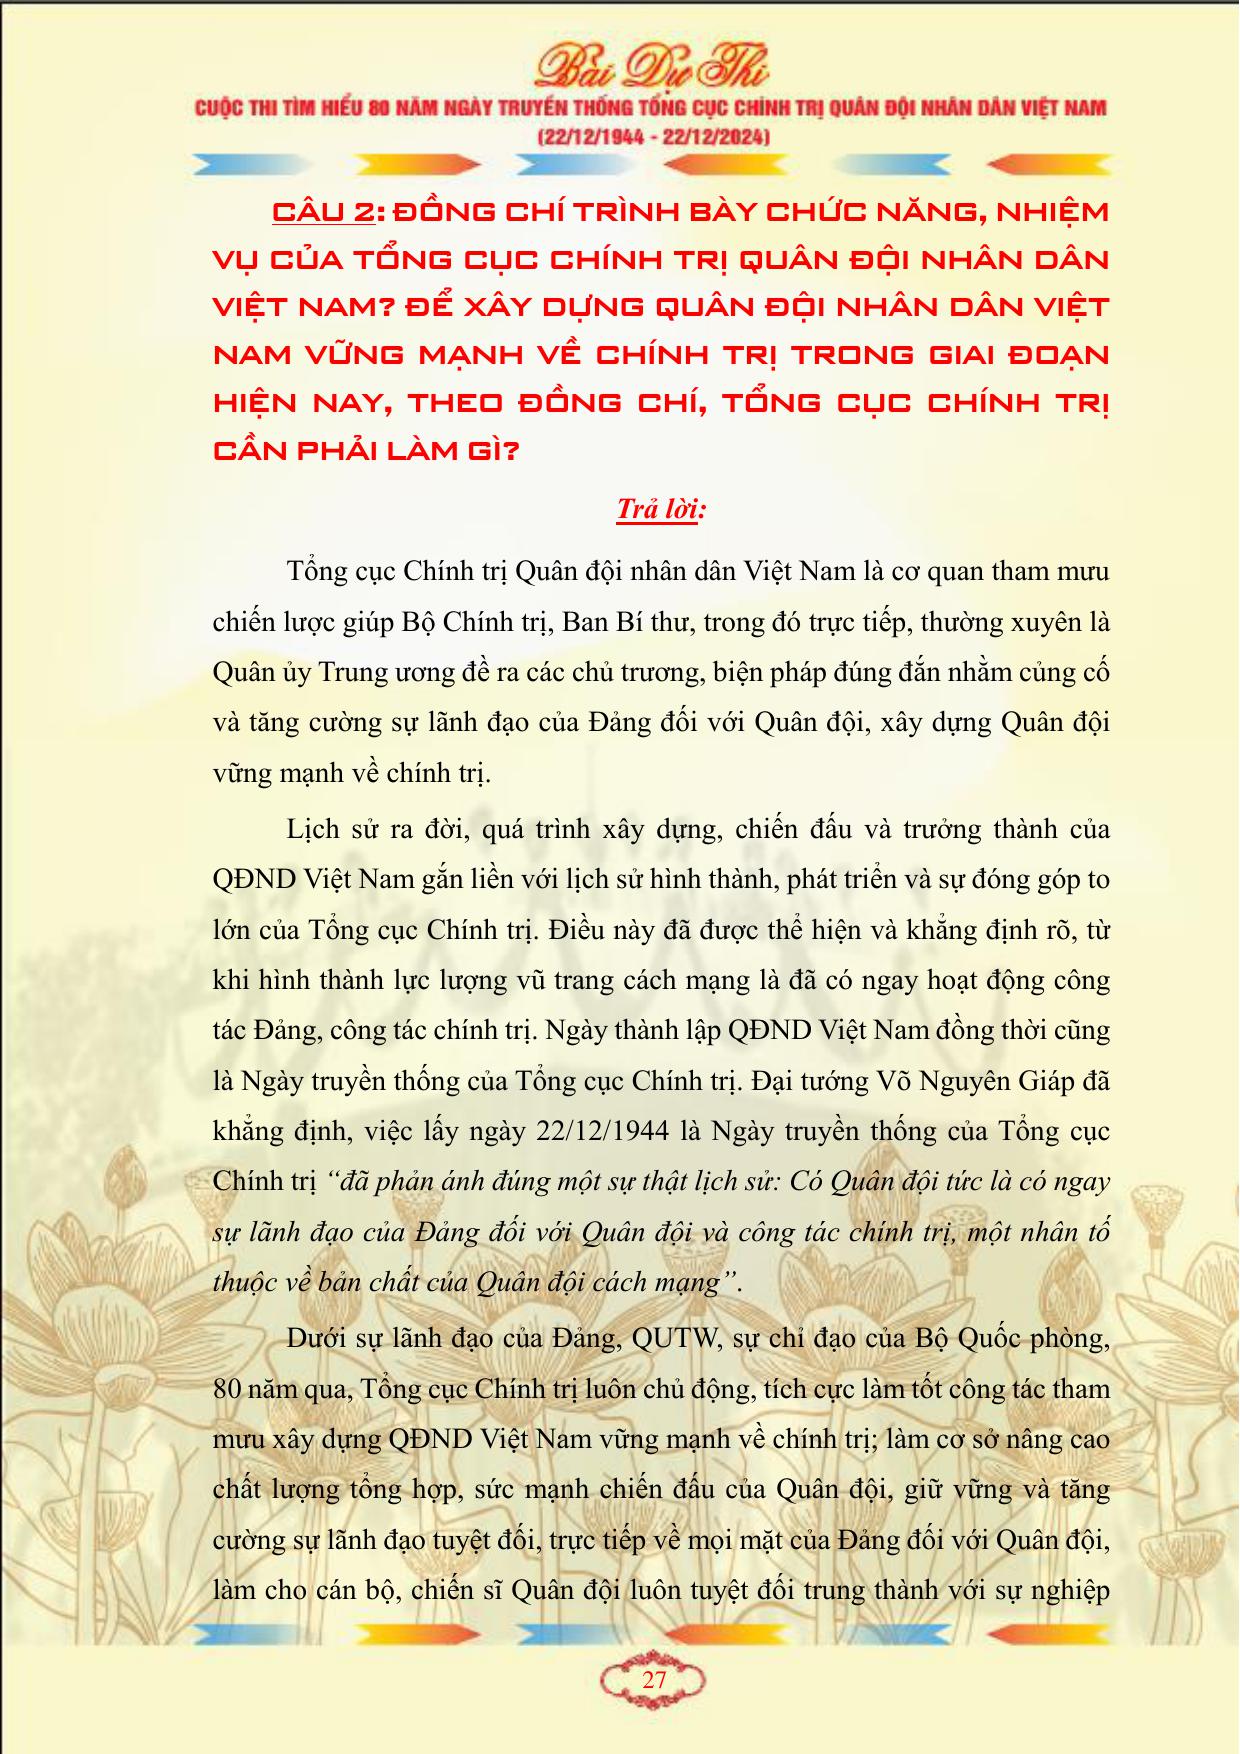 Bài Dự Thi
CUỘC THI TÌM HIỂU 80 NĂM NGÀY TRUYỀN THỐNG TỔNG CỤC CHÍNH TRỊ QUÂN ĐỘI NHÂN DÂN VIỆT NAM
(22/12/1944 - 22/12/2024)
CÂU 2: ĐỒNG CHÍ TRÌNH BÀY CHỨC NĂNG, NHIỆM
VỤ CỦA TỔNG CỤC CHÍNH TRỊ QUÂN ĐỘI NHÂN DÂN
VIỆT NAM? ĐỂ XÂY DỰNG QUÂN ĐỘI NHÂN DÂN VIỆT
NAM VỮNG MẠNH VỀ CHÍNH TRỊ TRONG GIAI ĐOẠN
HIỆN NAY, THEO ĐỒNG CHÍ, TỔNG CỤC CHÍNH TRỊ
CẦN PHẢI LÀM GÌ?
Trả lời:
Tổng cục Chính trị Quân đội nhân dân Việt Nam là cơ quan tham mưu
chiến lược giúp Bộ Chính trị, Ban Bí thư, trong đó trực tiếp, thường xuyên là
Quân ủy Trung ương đề ra các chủ trương, biện pháp đúng đắn nhằm củng cố
và tăng cường sự lãnh đạo của Đảng đối với Quân đội, xây dựng Quân đội
vững mạnh về chính trị.
Lịch sử ra đời, quá trình xây dựng, chiến đấu và trưởng thành của
QĐND Việt Nam gắn liền với lịch sử hình thành, phát triển và sự đóng góp to
lớn của Tổng cục Chính trị. Điều này đã được thể hiện và khẳng định rõ, từ
khi hình thành lực lượng vũ trang cách mạng là đã có ngay hoạt động công
tác Đảng, công tác chính trị. Ngày thành lập QĐND Việt Nam đồng thời cũng
là Ngày truyền thống của Tổng cục Chính trị. Đại tướng Võ Nguyên Giáp đã
khẳng định, việc lấy ngày 22/12/1944 là Ngày truyền thống của Tổng cục
Chính trị “đã phản ánh đúng một sự thật lịch sử: Có Quân đội tức là có ngay
sự lãnh đạo của Đảng đối với Quân đội và công tác chính trị, một nhân tố
thuộc về bản chất của Quân đội cách mạng”.
Dưới sự lãnh đạo của Đảng, QUTW, sự chỉ đạo của Bộ Quốc phòng,
80 năm qua, Tổng cục Chính trị luôn chủ động, tích cực làm tốt công tác tham
mưu xây dựng QĐND Việt Nam vững mạnh về chính trị; làm cơ sở nâng cao
chất lượng tổng hợp, sức mạnh chiến đấu của Quân đội, giữ vững và tăng
cường sự lãnh đạo tuyệt đối, trực tiếp về mọi mặt của Đảng đối với Quân đội,
làm cho cán bộ, chiến sĩ Quân đội luôn tuyệt đối trung thành với sự nghiệp
27